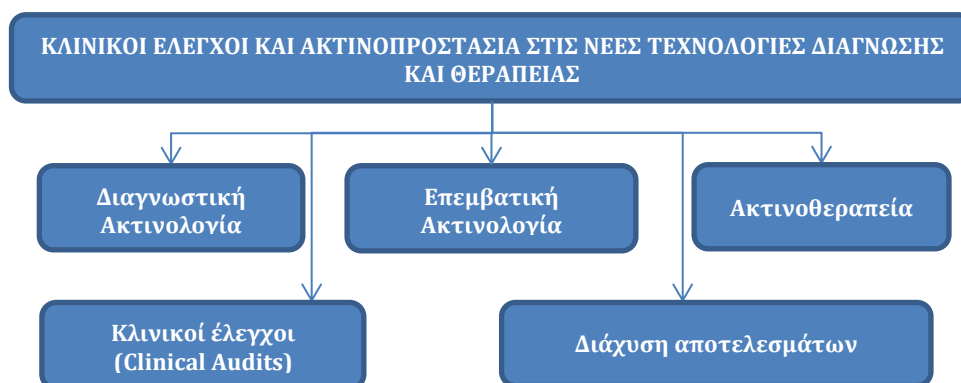 ΚΛΙΝΙΚΟΙ ΕΛΕΓΧΟΙ ΚΑΙ ΑΚΤΙΝΟΠΡΟΣΤΑΣΙΑ ΣΤΙΣ ΝΕΕΣ ΤΕΧΝΟΛΟΓΙΕΣ ΔΙΑΓΝΩΣΗΣ
ΚΑΙ ΘΕΡΑΠΕΙΑΣ
Διαγνωστική
Ακτινολογία
Επεμβατική
Ακτινολογία
Ακτινοθεραπεία
Κλινικοί έλεγχοι
(Clinical Audits)
Διάχυση αποτελεσμάτων